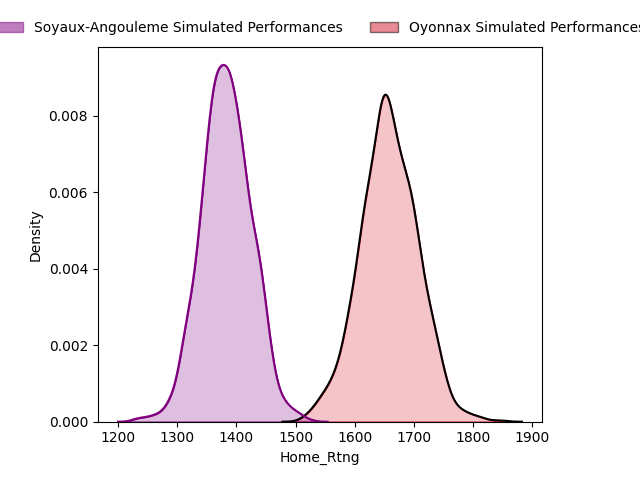 Soyaux-Angouleme Simulated Performances
Oyonnax Simulated Performances
0.008
0.006
0.004
0.002
0.000
Density
1200 1300 1400 1500 1600 1700 1800 1900
Home_Rtng